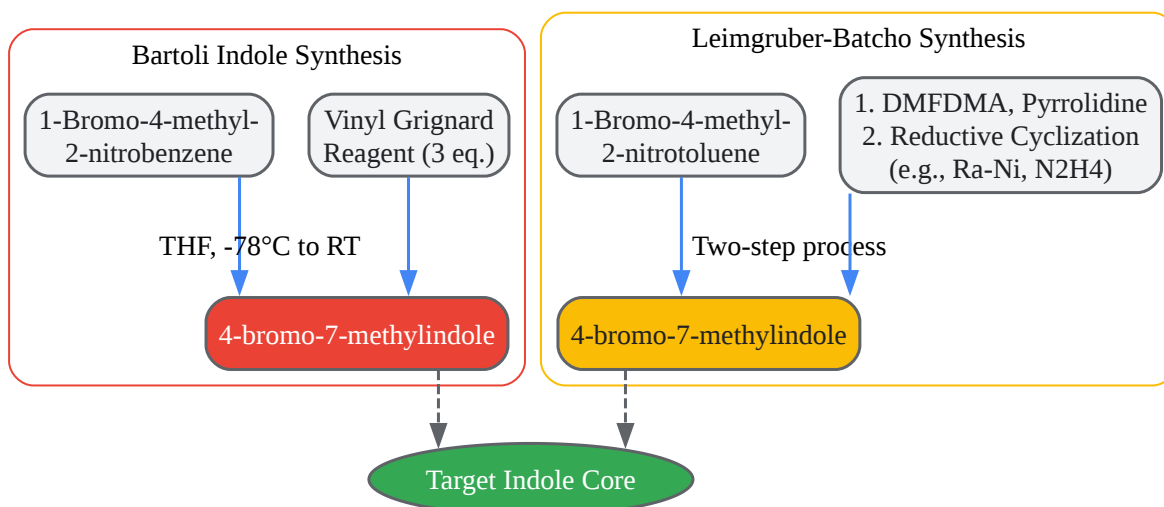 Bartoli Indole Synthesis
1-Bromo-4-methyl-
2-nitrobenzene
Vinyl Grignard
Reagent (3 eq.)
THF, -78°C to RT
4-bromo-7-methylindole
Leimgruber-Batcho Synthesis
1-Bromo-4-methyl-
2-nitrotoluene
1. DMFDMA, Pyrrolidine
2. Reductive Cyclization
(e.g., Ra-Ni, N2H4)
Two-step process
4-bromo-7-methylindole
Target Indole Core